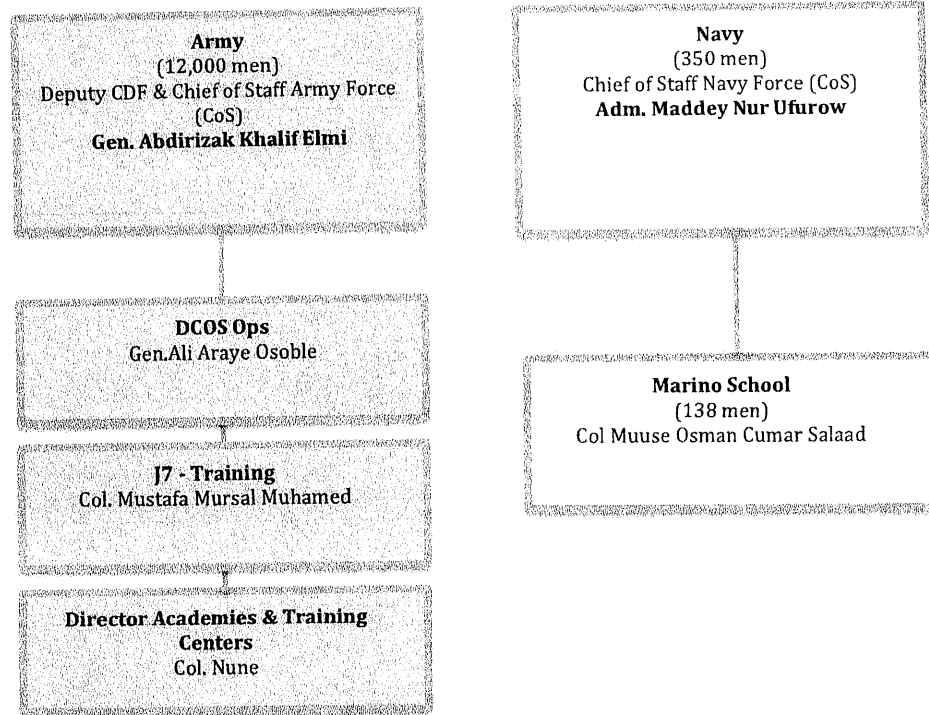 Army
(12,000 men)
Deputy CDF & Chief of Staff Army Force
(CoS)
Gen. Abdirizak Khalif Elmi
Navy
(350 men)
Chief of Staff Navy Force (CoS)
Adm. Maddey Nur Ufurow
DCOS Ops
Gen.Ali Araye Osoble
Marino School
(138 men)
Col Muuse Osman Cumar Salaad
J7 - Training
Col. Mustafa Mursal Muhamed
Director Academies & Training
Centers
Col. Nune